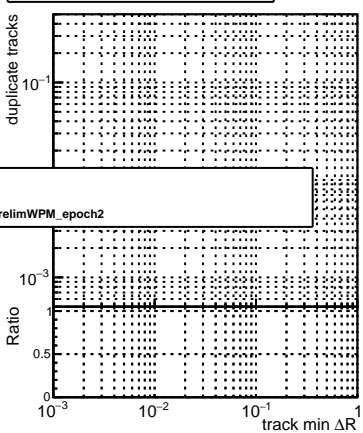 duplicate tracks
10⁻¹
relimWPM_epoch2
10⁻³
Ratio
1
0.5
0
10⁻³ 10⁻² 10⁻¹ 1
track min ΔR